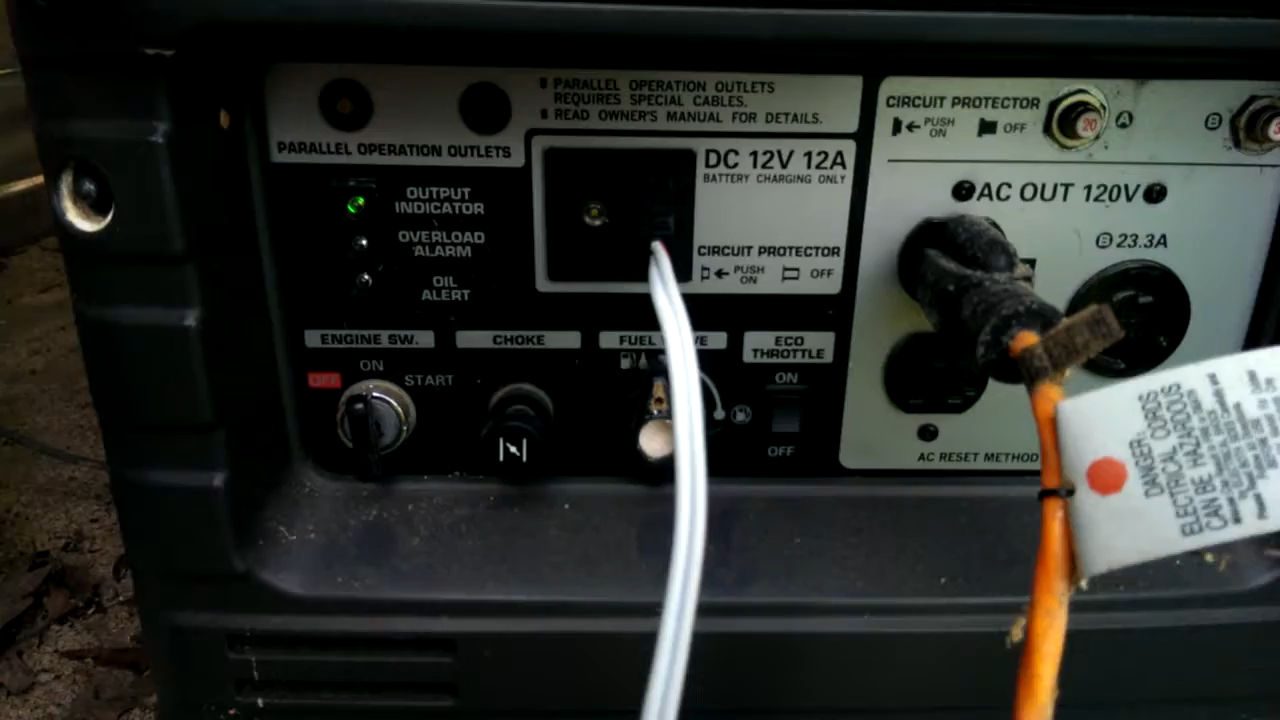 PARALLEL OPERATION OUTLETS
REQUIRES SPECIAL CABLES.
READ OWNER'S MANUAL FOR DETAILS.
PARALLEL OPERATION OUTLETS
OUTPUT
INDICATOR
OVERLOAD
ALARM
OIL
ALERT
DC 12V 12A
BATTERY CHARGING ONLY
CIRCUIT PROTECTOR
PUSH
ON
OFF
CIRCUIT PROTECTOR
PUSH
ON
OFF
20
A
B
AC OUT 120V
B 23.3A
ENGINE SW.
ON
OFF
START
CHOKE
FUEL
ECO
THROTTLE
ON
OFF
AC RESET METHOD
DANGER:
ELECTRICAL CORDS
CAN BE HAZARDOUS